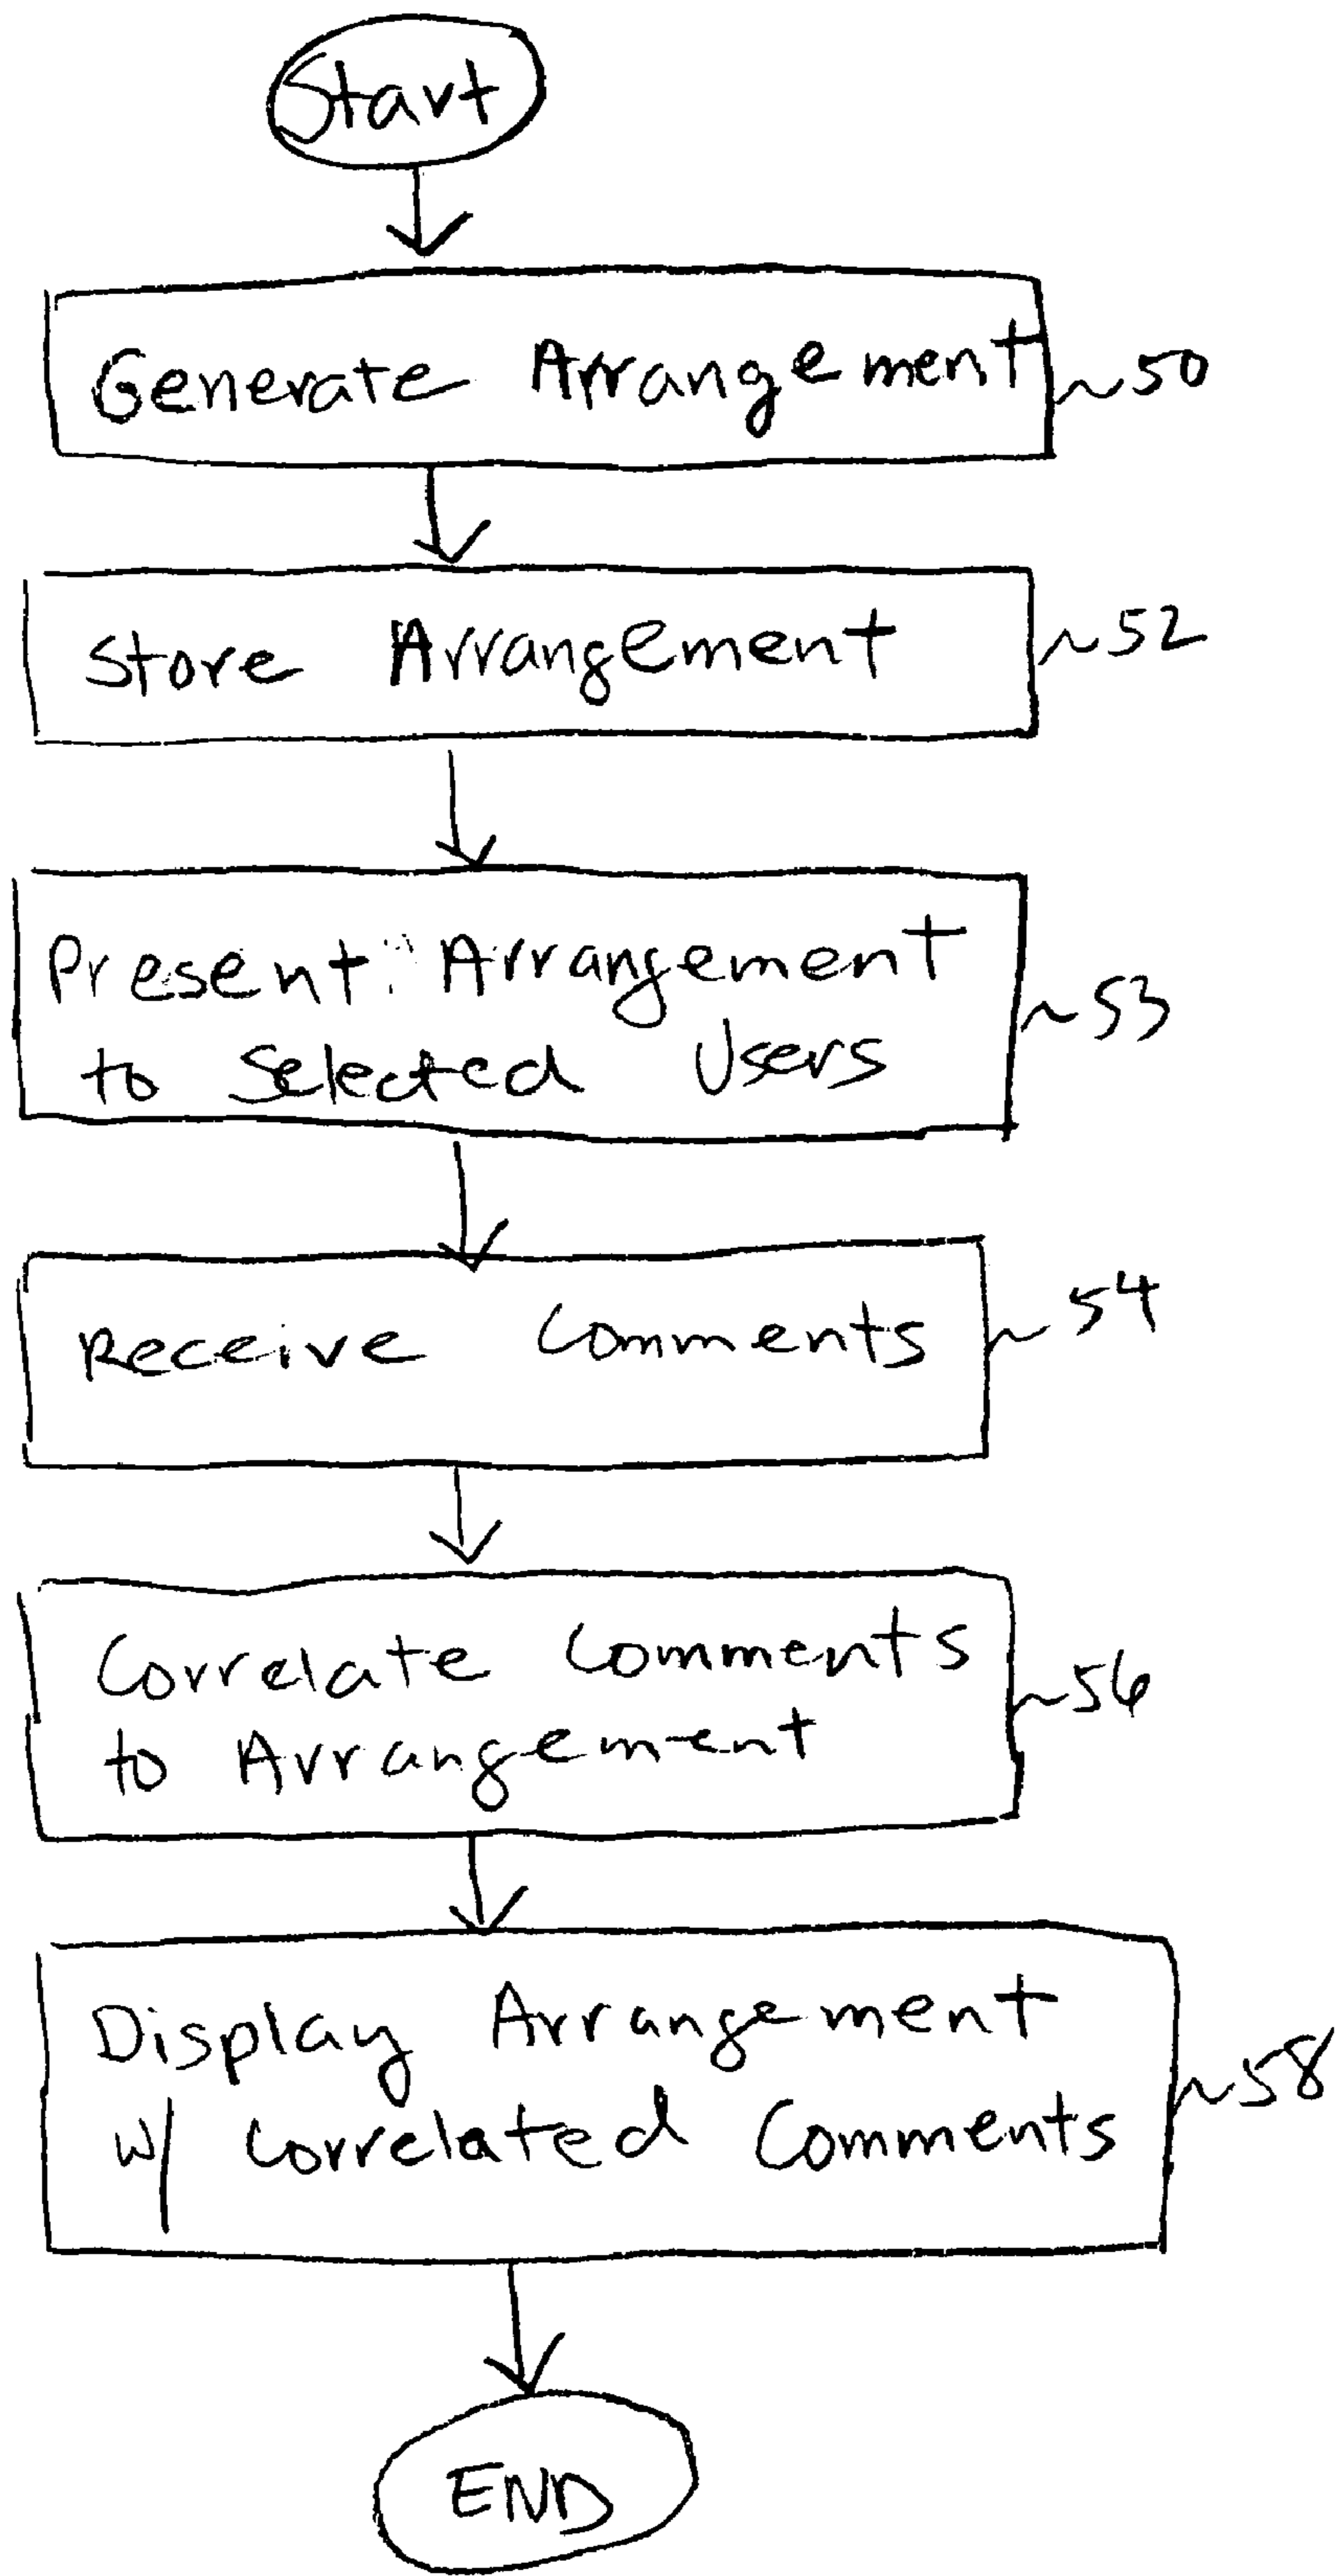 Start
Generate Arrangement ~50
Store Arrangement ~52
Present Arrangement ~53
to Selected Users
Receive Comments ~54
Correlate Comments ~56
to Arrangement
Display Arrangement ~58
w/ Correlated Comments
END